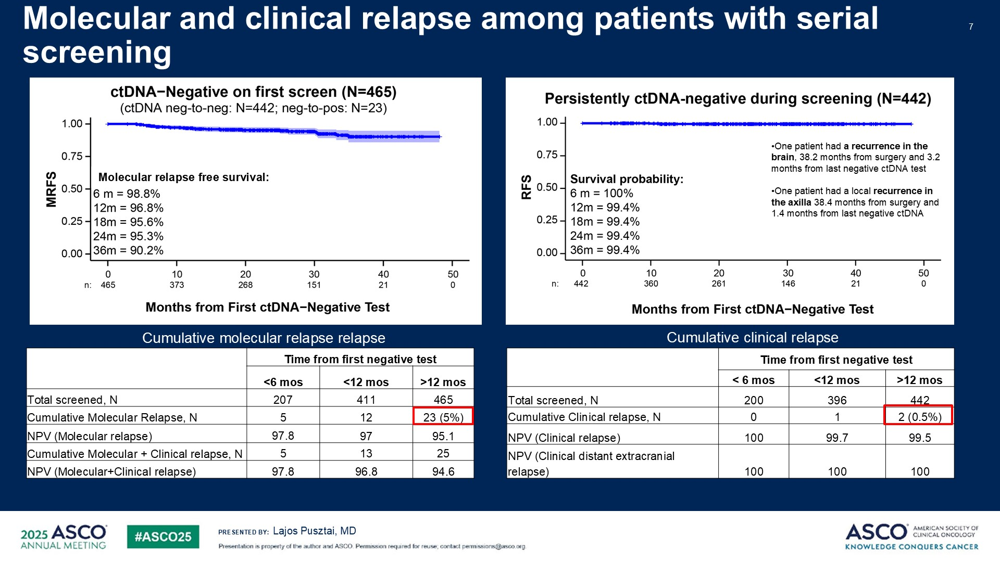 Molecular and clinical relapse among patients with serial
screening
7
ctDNA−Negative on first screen (N=465)
(ctDNA neg-to-neg: N=442; neg-to-pos: N=23)
MRFS
1.00
0.75
0.50
0.25
0.00
Molecular relapse free survival:
6 m = 98.8%
12m = 96.8%
18m = 95.6%
24m = 95.3%
36m = 90.2%
0 10 20 30 40 50
n: 465 373 268 151 21 0
Months from First ctDNA−Negative Test
Persistently ctDNA-negative during screening (N=442)
RFS
1.00
0.75
0.50
0.25
0.00
•One patient had a recurrence in the
brain, 38.2 months from surgery and 3.2
months from last negative ctDNA test
•One patient had a local recurrence in
the axilla 38.4 months from surgery and
1.4 months from last negative ctDNA
Survival probability:
6 m = 100%
12m = 99.4%
18m = 99.4%
24m = 99.4%
36m = 99.4%
0 10 20 30 40 50
n: 442 360 261 146 21 0
Months from First ctDNA−Negative Test
Cumulative molecular relapse relapse
Time from first negative test
<6 mos <12 mos >12 mos
Total screened, N 207 411 465
Cumulative Molecular Relapse, N 5 12 23 (5%)
NPV (Molecular relapse) 97.8 97 95.1
Cumulative Molecular + Clinical relapse, N 5 13 25
NPV (Molecular+Clinical relapse) 97.8 96.8 94.6
Cumulative clinical relapse
Time from first negative test
< 6 mos <12 mos >12 mos
Total screened, N 200 396 442
Cumulative Clinical relapse, N 0 1 2 (0.5%)
NPV (Clinical relapse) 100 99.7 99.5
NPV (Clinical distant extracranial
relapse) 100 100 100
2025 ASCO
ANNUAL MEETING
#ASCO25
PRESENTED BY: Lajos Pusztai, MD
Presentation is property of the author and ASCO. Permission required for reuse; contact permissions@asco.org.
ASCO AMERICAN SOCIETY OF
CLINICAL ONCOLOGY
KNOWLEDGE CONQUERS CANCER